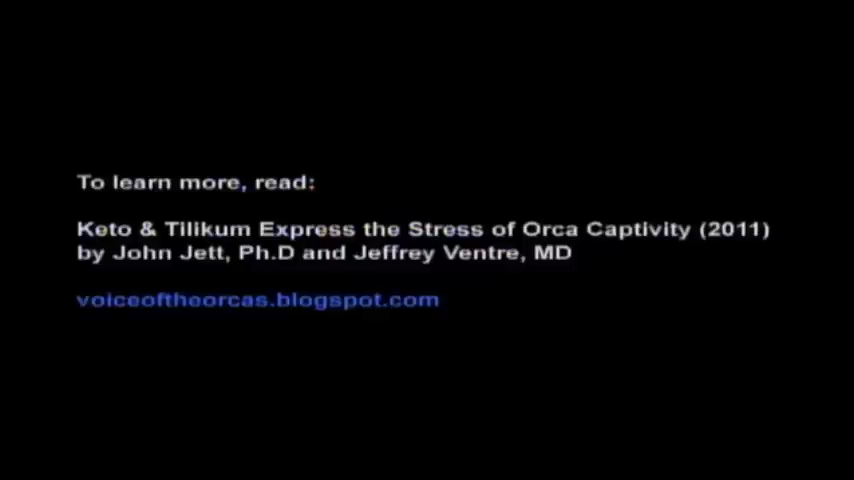 To learn more, read:
Keto & Tilikum Express the Stress of Orca Captivity (2011)
by John Jett, Ph.D and Jeffrey Ventre, MD
voiceoftheorcas.blogspot.com